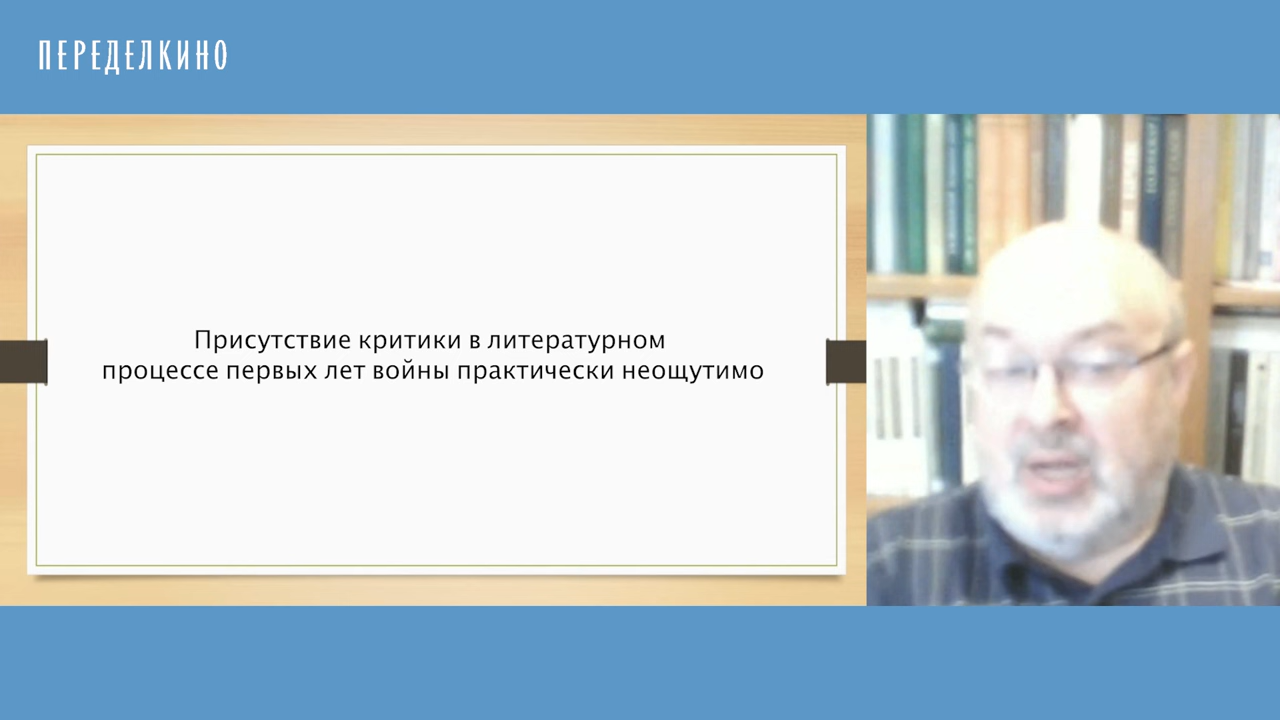 ПЕРЕДЕЛКИНО
Присутствие критики в литературном
процессе первых лет войны практически неощутимо